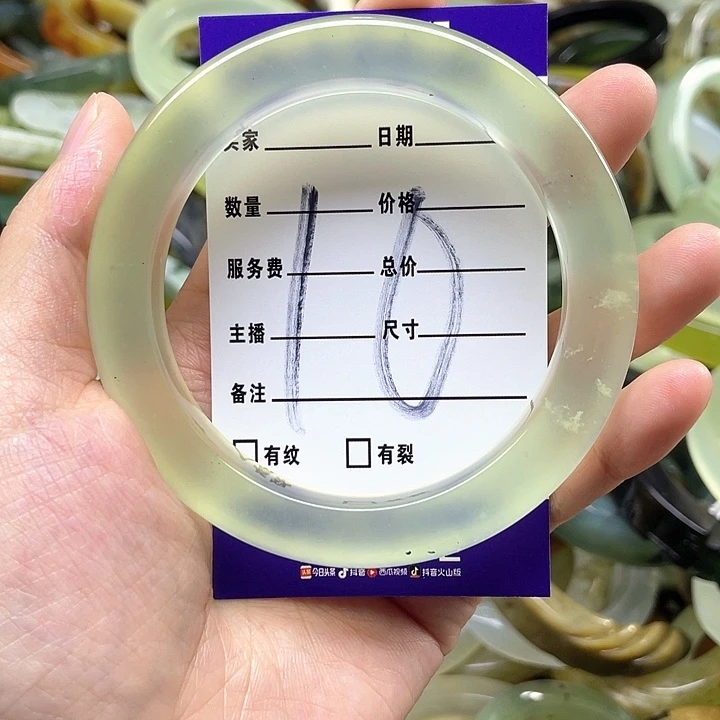 家 日期
数量 价格
服务费 总价
主播 尺寸
备注
有纹 有裂
10
头条 今日头条 抖音 西瓜视频 抖音火山版